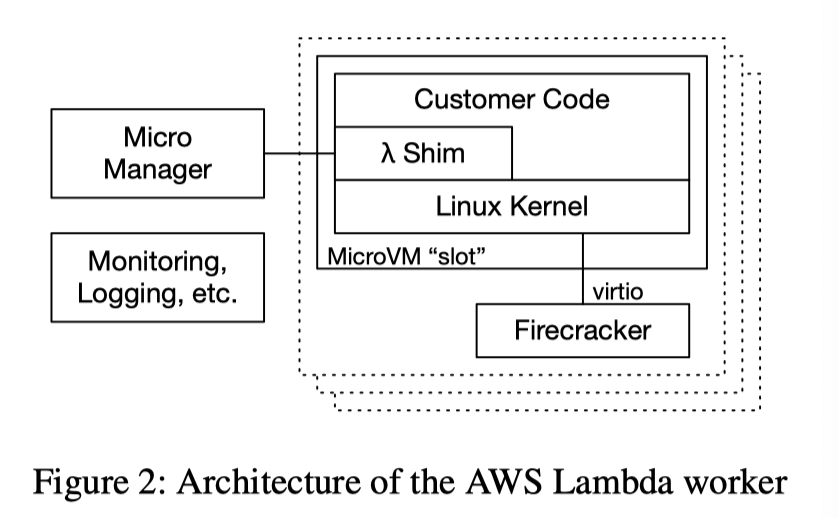 Customer Code
Micro
Manager
λ Shim
Linux Kernel
MicroVM “slot”
Monitoring,
Logging, etc.
virtio
Firecracker
Figure 2: Architecture of the AWS Lambda worker